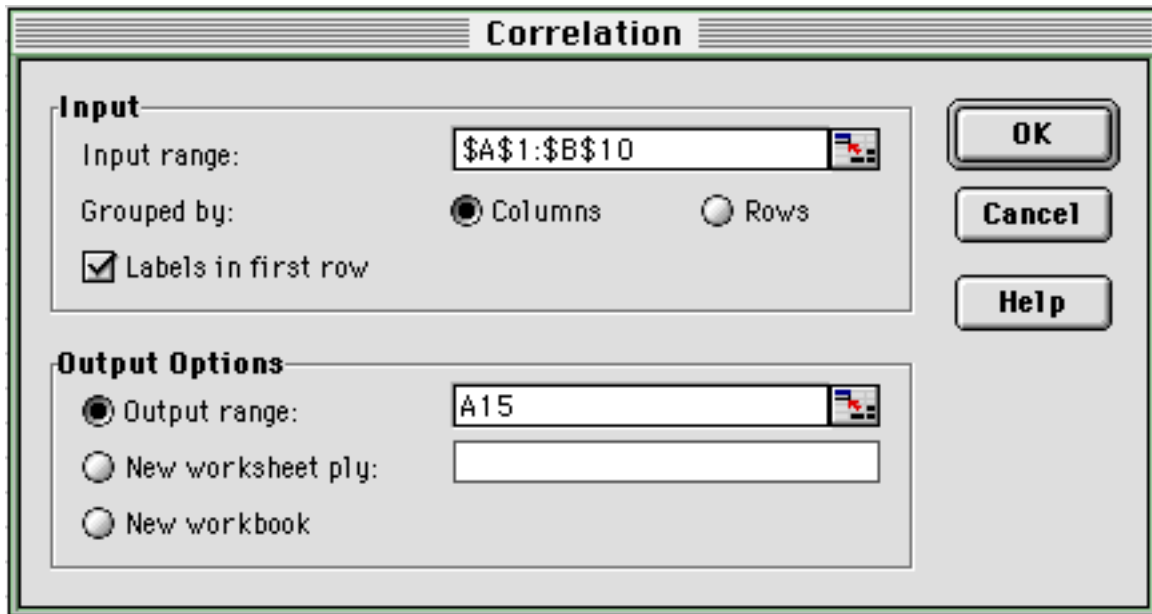 Correlation
Input
Input range: $A$1:$B$10
Grouped by: Columns Rows
Labels in first row
OK
Cancel
Help
Output Options
Output range: A15
New worksheet ply:
New workbook